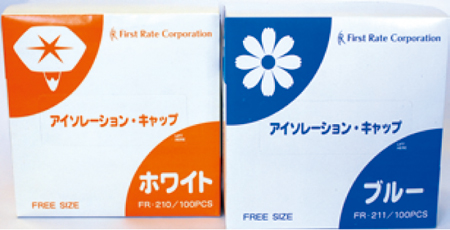 First Rate Corporation
アイソレーション・キャップ
ホワイト
FREE SIZE
FR-210/100PCS
First Rate Corporation
アイソレーション・キャップ
ブルー
FREE SIZE
FR-211/100PCS